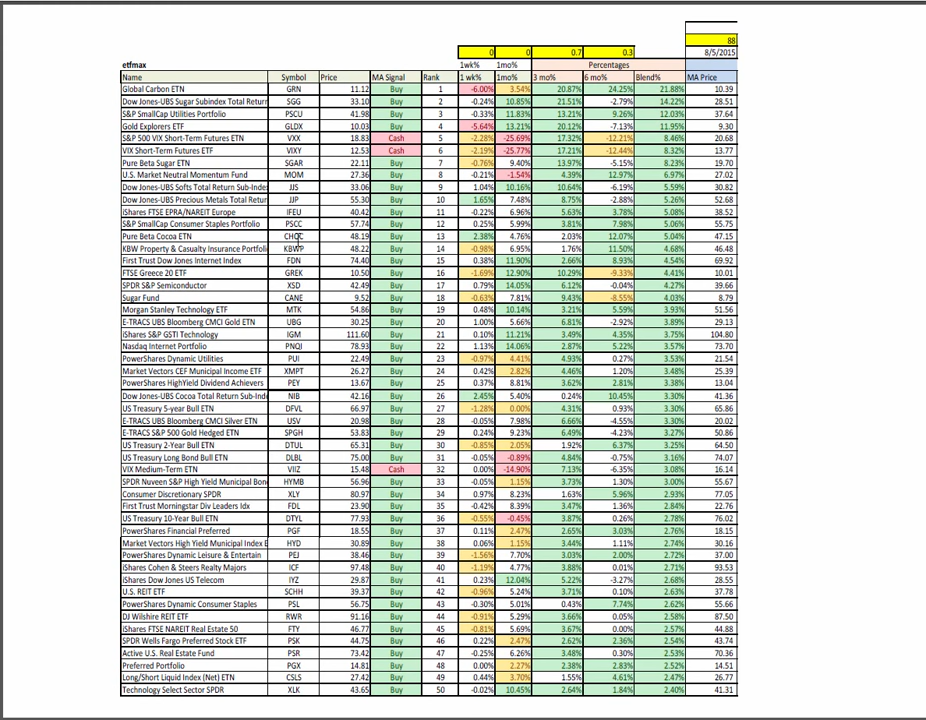 88
0 0 0.7 0.3 8/5/2015
etfmax 1wk% 1mo% Percentages
Name Symbol Price MA Signal Rank 1 wk% 1mo% 3 mo% 6 mo% Blend% MA Price
Global Carbon ETN GRN 11.12 Buy 1 -6.00% 3.54% 20.87% 24.25% 21.88% 10.39
Dow Jones-UBS Sugar Subindex Total Retur SGG 33.10 Buy 2 -0.24% 10.85% 21.51% -2.79% 14.22% 28.51
S&P SmallCap Utilities Portfolio PSCU 41.98 Buy 3 -0.33% 11.83% 13.21% 9.26% 12.03% 37.64
Gold Explorers ETF GLDX 10.03 Buy 4 -5.64% 13.21% 20.12% -7.13% 11.95% 9.30
S&P 500 VIX Short-Term Futures ETN VXX 18.83 Cash 5 -2.28% -25.69% 17.32% -12.21% 8.46% 20.68
VIX Short-Term Futures ETF VIXY 12.53 Cash 6 -2.19% -25.77% 17.21% -12.44% 8.32% 13.77
Pure Beta Sugar ETN SGAR 22.11 Buy 7 -0.76% 9.40% 13.97% -5.15% 8.23% 19.70
U.S. Market Neutral Momentum Fund MOM 27.36 Buy 8 -0.21% -1.54% 4.39% 12.97% 6.97% 27.02
Dow Jones-UBS Softs Total Return Sub-Inde JJS 33.06 Buy 9 1.04% 10.16% 10.64% -6.19% 5.59% 30.82
Dow Jones-UBS Precious Metals Total Retur JJP 55.30 Buy 10 1.65% 7.48% 8.75% -2.88% 5.26% 52.68
iShares FTSE EPRA/NAREIT Europe IFEU 40.42 Buy 11 -0.22% 6.96% 5.63% 3.78% 5.08% 38.52
S&P SmallCap Consumer Staples Portfolio PSCC 57.74 Buy 12 0.25% 5.99% 3.81% 7.98% 5.06% 55.75
Pure Beta Cocoa ETN 48.19 Buy 13 2.38% 4.76% 2.03% 12.07% 5.04% 47.15
KBW Property & Casualty Insurance Portfoli KBWP 48.22 Buy 14 -0.98% 6.95% 1.76% 11.50% 4.68% 46.48
First Trust Dow Jones Internet Index FDN 74.40 Buy 15 0.38% 11.90% 2.66% 8.93% 4.54% 69.92
FTSE Greece 20 ETF GREK 10.50 Buy 16 -1.69% 12.90% 10.29% -9.33% 4.41% 10.01
SPDR S&P Semiconductor XSD 42.49 Buy 17 0.79% 14.05% 6.12% -0.04% 4.27% 39.66
Sugar Fund CANE 9.52 Buy 18 -0.63% 7.81% 9.43% -8.55% 4.03% 8.79
Morgan Stanley Technology ETF MTK 54.86 Buy 19 0.48% 10.14% 3.21% 5.59% 3.93% 51.56
E-TRACS UBS Bloomberg CMCI Gold ETN UBG 30.25 Buy 20 1.00% 5.66% 6.81% -2.92% 3.89% 29.13
iShares S&P GSTI Technology IGM 111.60 Buy 21 0.10% 11.21% 3.49% 4.35% 3.75% 104.80
Nasdaq Internet Portfolio PNQI 78.93 Buy 22 1.13% 14.06% 2.87% 5.22% 3.57% 73.70
PowerShares Dynamic Utilities PUI 22.49 Buy 23 -0.97% 4.41% 4.93% 0.27% 3.53% 21.54
Market Vectors CEF Municipal Income ETF XMPT 26.27 Buy 24 0.42% 2.82% 4.46% 1.20% 3.48% 25.39
PowerShares HighYield Dividend Achievers PEY 13.67 Buy 25 0.37% 8.81% 3.62% 2.81% 3.38% 13.04
Dow Jones-UBS Cocoa Total Return Sub-Ind NIB 42.16 Buy 26 2.45% 5.40% 0.24% 10.45% 3.30% 41.36
US Treasury 5-year Bull ETN DFVL 66.97 Buy 27 -1.28% 0.00% 4.31% 0.93% 3.30% 65.86
E-TRACS UBS Bloomberg CMCI Silver ETN USV 20.98 Buy 28 -0.05% 7.98% 6.66% -4.55% 3.30% 20.02
E-TRACS S&P 500 Gold Hedged ETN SPGH 53.83 Buy 29 0.24% 9.23% 6.49% -4.23% 3.27% 50.86
US Treasury 2-Year Bull ETN DTUL 65.31 Buy 30 -0.85% 2.05% 1.92% 6.37% 3.25% 64.50
US Treasury Long Bond Bull ETN DLBL 75.00 Buy 31 -0.05% -0.89% 4.84% -0.75% 3.16% 74.07
VIX Medium-Term ETN VIIZ 15.48 Cash 32 0.00% -14.90% 7.13% -6.35% 3.08% 16.14
SPDR Nuveen S&P High Yield Municipal Bon HYMB 56.96 Buy 33 -0.05% 1.15% 3.73% 1.30% 3.00% 55.67
Consumer Discretionary SPDR XLY 80.97 Buy 34 0.97% 8.23% 1.63% 5.96% 2.93% 77.05
First Trust Morningstar Div Leaders Idx FDL 23.90 Buy 35 -0.42% 8.39% 3.47% 1.36% 2.84% 22.76
US Treasury 10-Year Bull ETN DTYL 77.93 Buy 36 -0.55% -0.45% 3.87% 0.26% 2.78% 76.02
PowerShares Financial Preferred PGF 18.55 Buy 37 0.11% 2.47% 2.65% 3.03% 2.76% 18.15
Market Vectors High Yield Municipal Index E HYD 30.89 Buy 38 0.06% 1.15% 3.44% 1.11% 2.74% 30.16
PowerShares Dynamic Leisure & Entertain PEJ 38.46 Buy 39 -1.56% 7.70% 3.03% 2.00% 2.72% 37.00
iShares Cohen & Steers Realty Majors ICF 97.48 Buy 40 -1.19% 4.77% 3.88% 0.01% 2.71% 93.53
iShares Dow Jones US Telecom IYZ 29.87 Buy 41 0.23% 12.04% 5.22% -3.27% 2.68% 28.55
U.S. REIT ETF SCHH 39.37 Buy 42 -0.96% 5.24% 3.71% 0.10% 2.63% 37.78
PowerShares Dynamic Consumer Staples PSL 56.75 Buy 43 -0.30% 5.01% 0.43% 7.74% 2.62% 55.66
DJ Wilshire REIT ETF RWR 91.16 Buy 44 -0.91% 5.29% 3.66% 0.05% 2.58% 87.50
iShares FTSE NAREIT Real Estate 50 FTY 46.77 Buy 45 -0.81% 5.69% 3.67% 0.00% 2.57% 44.88
SPDR Wells Fargo Preferred Stock ETF PSK 44.75 Buy 46 0.22% 2.47% 2.62% 2.36% 2.54% 43.74
Active U.S. Real Estate Fund PSR 73.42 Buy 47 -0.25% 6.26% 3.48% 0.30% 2.53% 70.36
Preferred Portfolio PGX 14.81 Buy 48 0.00% 2.27% 2.38% 2.83% 2.52% 14.51
Long/Short Liquid Index (Net) ETN CSLS 27.42 Buy 49 0.44% 3.70% 1.55% 4.61% 2.47% 26.77
Technology Select Sector SPDR XLK 43.65 Buy 50 -0.02% 10.45% 2.64% 1.84% 2.40% 41.31